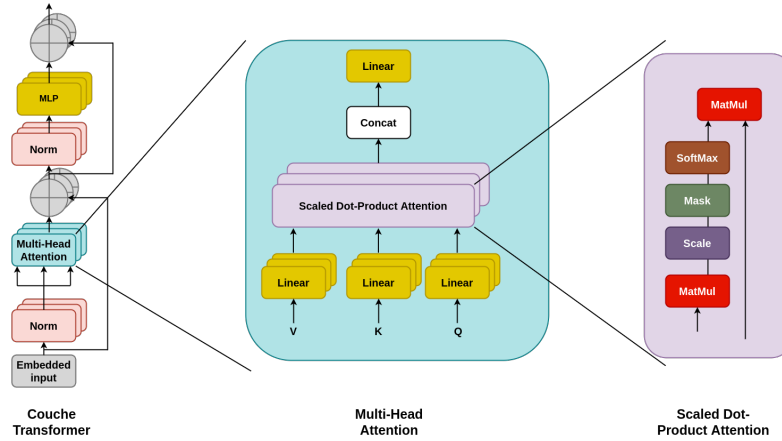 MLP
Norm
Multi-Head
Attention
Norm
Embedded
input
Couche
Transformer
Linear
Concat
Scaled Dot-Product Attention
Linear
Linear
Linear
V
K
Q
Multi-Head
Attention
MatMul
SoftMax
Mask
Scale
MatMul
Scaled Dot-
Product Attention